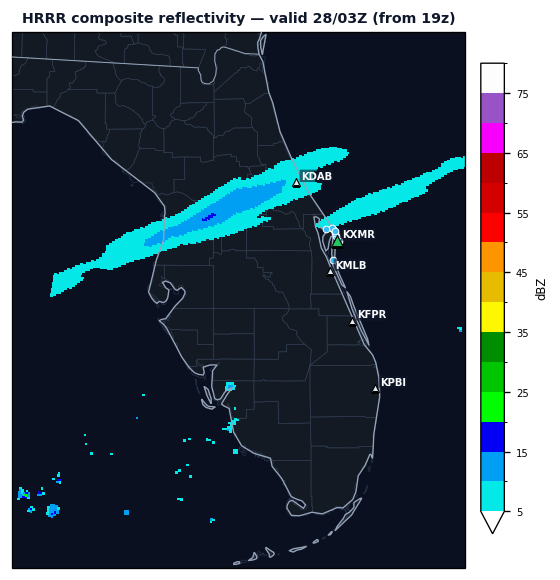 HRRR composite reflectivity — valid 28/03Z (from 19z)
KDAB
KXMR
KMLB
KFPR
KPBI
75
65
55
45
35
25
15
5
dBZ